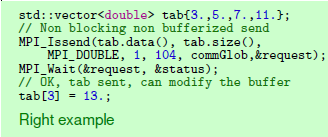 std::vector<double> tab{3.,5.,7.,11.};
// Non blocking non bufferized send
MPI_Issend(tab.data(), tab.size(),
MPI_DOUBLE, 1, 104, commGlob,&request);
MPI_Wait(&request, &status);
// OK, tab sent, can modify the buffer
tab[3] = 13.;
Right example